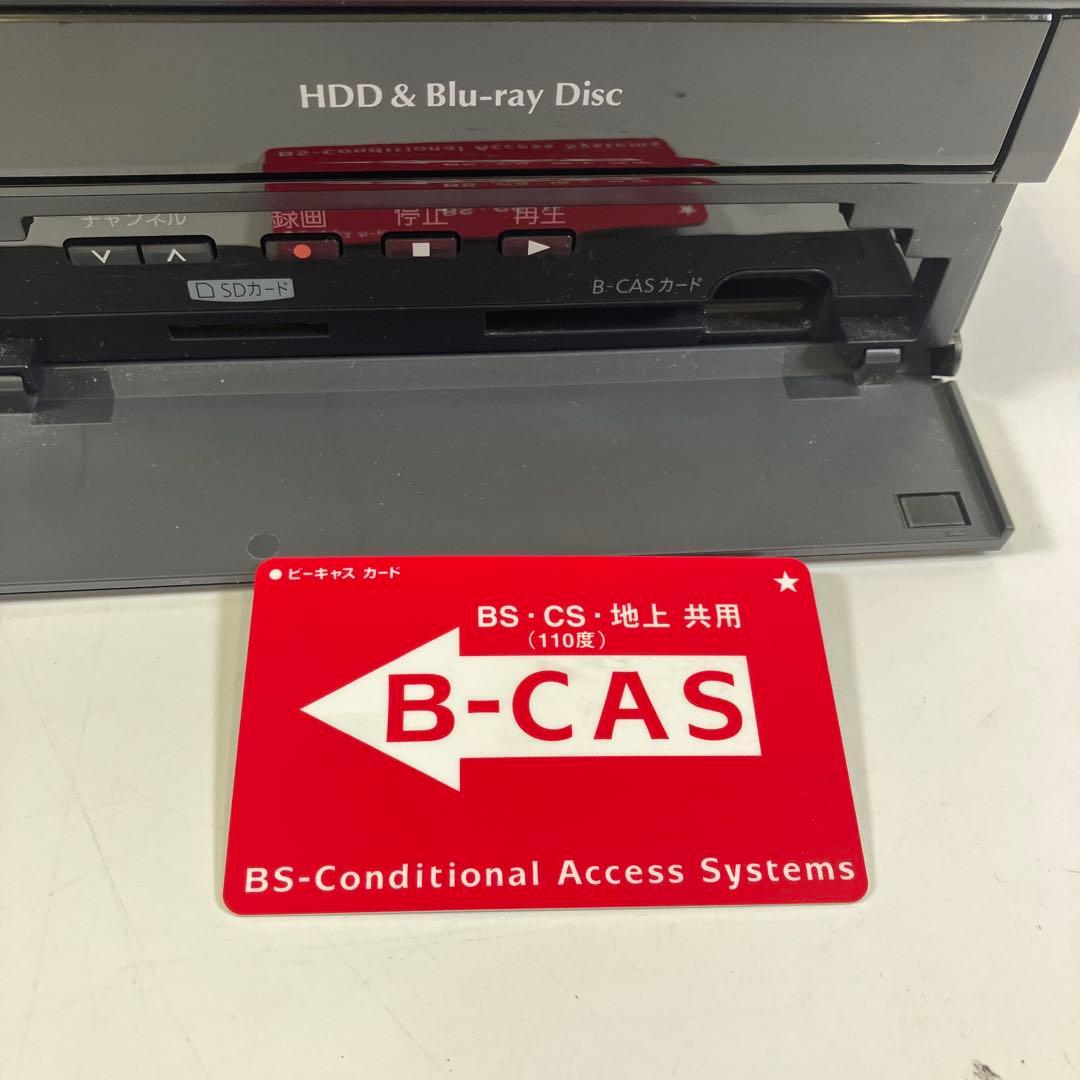 HDD & Blu-ray Disc
チャンネル 録画 停止 再生
SDカード
B-CASカード
● ビーキャス カード
★
BS・CS・地上 共用
(110度)
B-CAS
BS-Conditional Access Systems